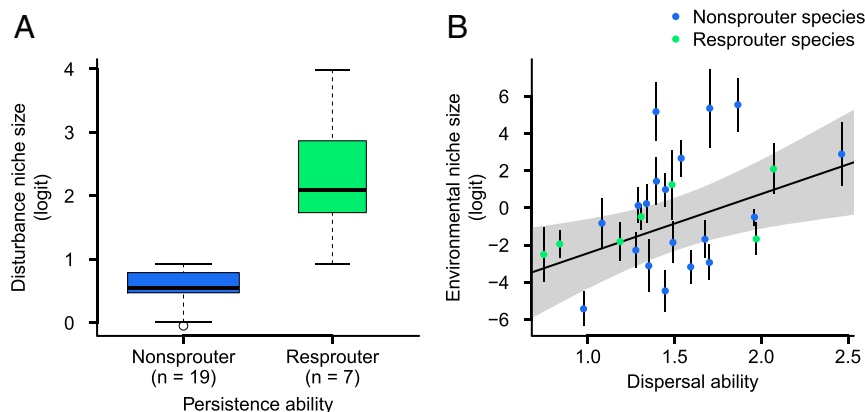 A
Disturbance niche size
(logit)
4
3
2
1
0
Nonsprouter
(n = 19)
Resprouter
(n = 7)
Persistence ability
B
Nonsprouter species
Resprouter species
Environmental niche size
(logit)
6
4
2
0
−2
−4
−6
1.0 1.5 2.0 2.5
Dispersal ability